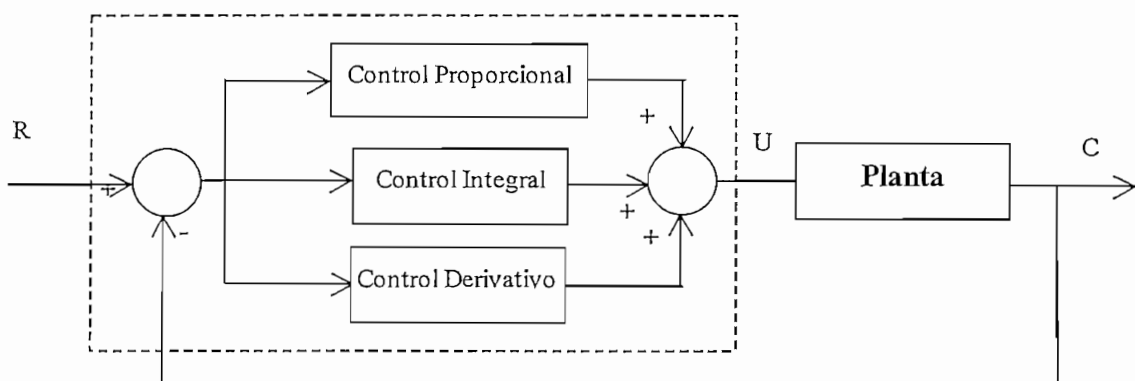 R
+
-
Control Proporcional
Control Integral
Control Derivativo
+
+
+
U
Planta
C